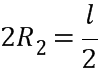 2R₂ = l/2